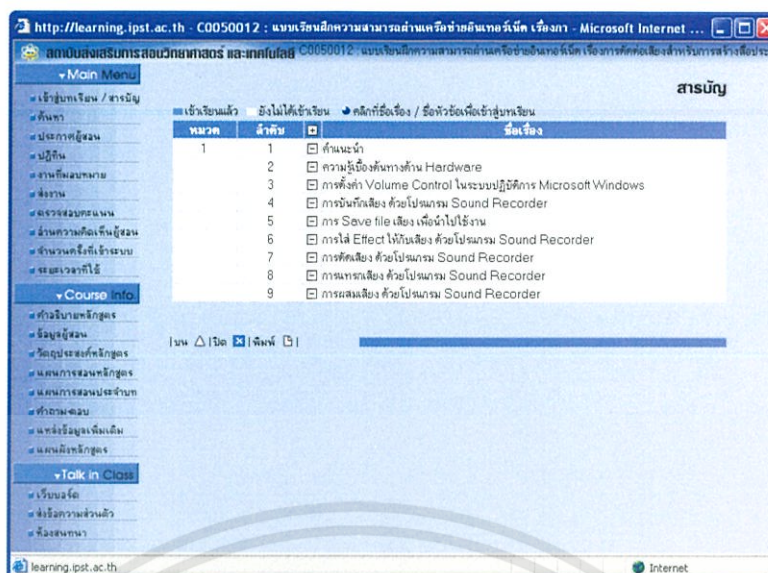 http://learning.ipst.ac.th - C0050012 : แบบเรียนฝึกความสามารถผ่านเครือข่ายอินเทอร์เน็ต เรื่องกา - Microsoft Internet ...
สถาบันส่งเสริมการสอนวิทยาศาสตร์ และเทคโนโลยี C0050012 : แบบเรียนฝึกความสามารถผ่านเครือข่ายอินเทอร์เน็ต เรื่องการตัดต่อเสียงสำหรับการสร้างสื่อประ
Main Menu
เข้าสู่บทเรียน / สารบัญ
ค้นหา
ประกาศผู้สอน
ปฏิทิน
งานที่มอบหมาย
ส่งงาน
ตรวจสอบคะแนน
อ่านความคิดเห็นผู้สอน
จำนวนครั้งที่เข้าระบบ
ระยะเวลาที่ใช้
Course Info
คำอธิบายหลักสูตร
ข้อมูลผู้สอน
วัตถุประสงค์หลักสูตร
แผนการสอนหลักสูตร
แผนการสอนประจำบท
คำถาม-ตอบ
แหล่งข้อมูลเพิ่มเติม
แผนผังหลักสูตร
Talk in Class
เว็บบอร์ด
ส่งข้อความส่วนตัว
ห้องสนทนา
สารบัญ
เข้าเรียนแล้ว ยังไม่ได้เข้าเรียน คลิกที่ชื่อเรื่อง / ชื่อหัวข้อเพื่อเข้าสู่บทเรียน
หมวด ลำดับ ชื่อเรื่อง
1 1 คำแนะนำ
2 ความรู้เบื้องต้นทางด้าน Hardware
3 การตั้งค่า Volume Control ในระบบปฏิบัติการ Microsoft Windows
4 การบันทึกเสียง ด้วยโปรแกรม Sound Recorder
5 การ Save file เสียง เพื่อนำไปใช้งาน
6 การใส่ Effect ให้กับเสียง ด้วยโปรแกรม Sound Recorder
7 การตัดเสียง ด้วยโปรแกรม Sound Recorder
8 การแทรกเสียง ด้วยโปรแกรม Sound Recorder
9 การผสมเสียง ด้วยโปรแกรม Sound Recorder
| บน | ปิด | พิมพ์ |
learning.ipst.ac.th Internet